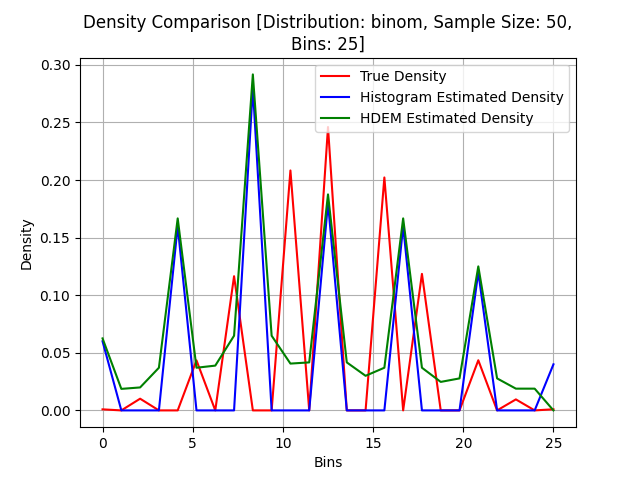 Density Comparison [Distribution: binom, Sample Size: 50,
Bins: 25]
True Density
Histogram Estimated Density
HDEM Estimated Density
0.30
0.25
0.20
0.15
0.10
0.05
0.00
Density
0
5
10
15
20
25
Bins